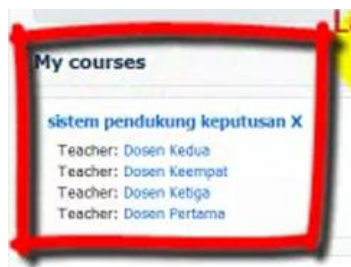 My courses
sistem pendukung keputusan X
Teacher: Dosen Kedua
Teacher: Dosen Keempat
Teacher: Dosen Ketiga
Teacher: Dosen Pertama